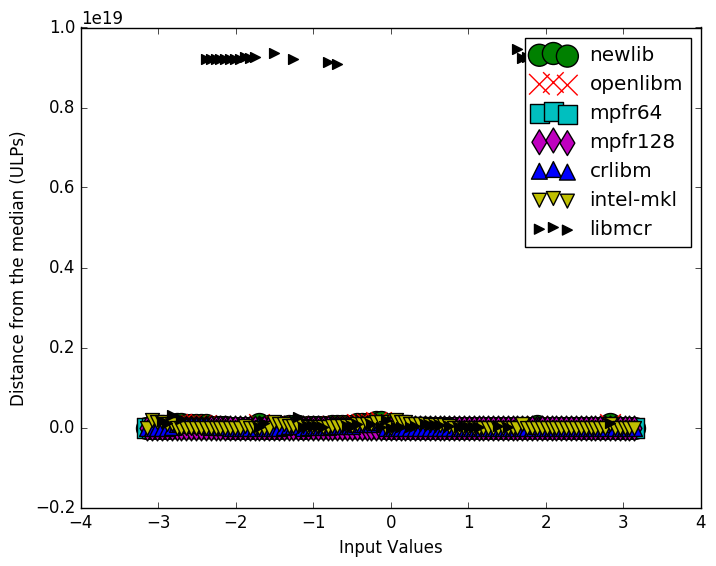 1e19
1.0
0.8
0.6
0.4
0.2
0.0
−0.2
−4
−3
−2
−1
0
1
2
3
4
Distance from the median (ULPs)
Input Values
newlib
openlibm
mpfr64
mpfr128
crlibm
intel-mkl
libmcr